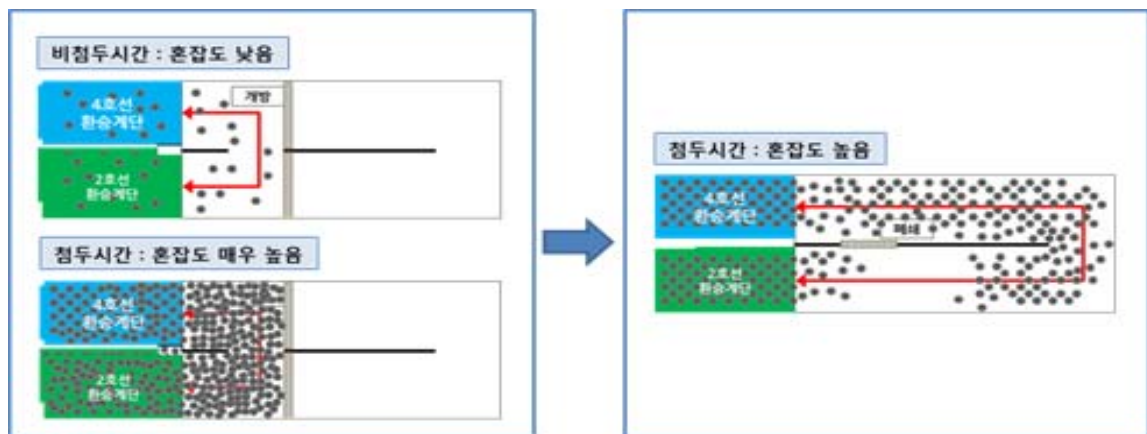 비첨두시간 : 혼잡도 낮음
4호선
환승계단
개방
2호선
환승계단
첨두시간 : 혼잡도 매우 높음
4호선
환승계단
2호선
환승계단
첨두시간 : 혼잡도 높음
4호선
환승계단
폐쇄
2호선
환승계단